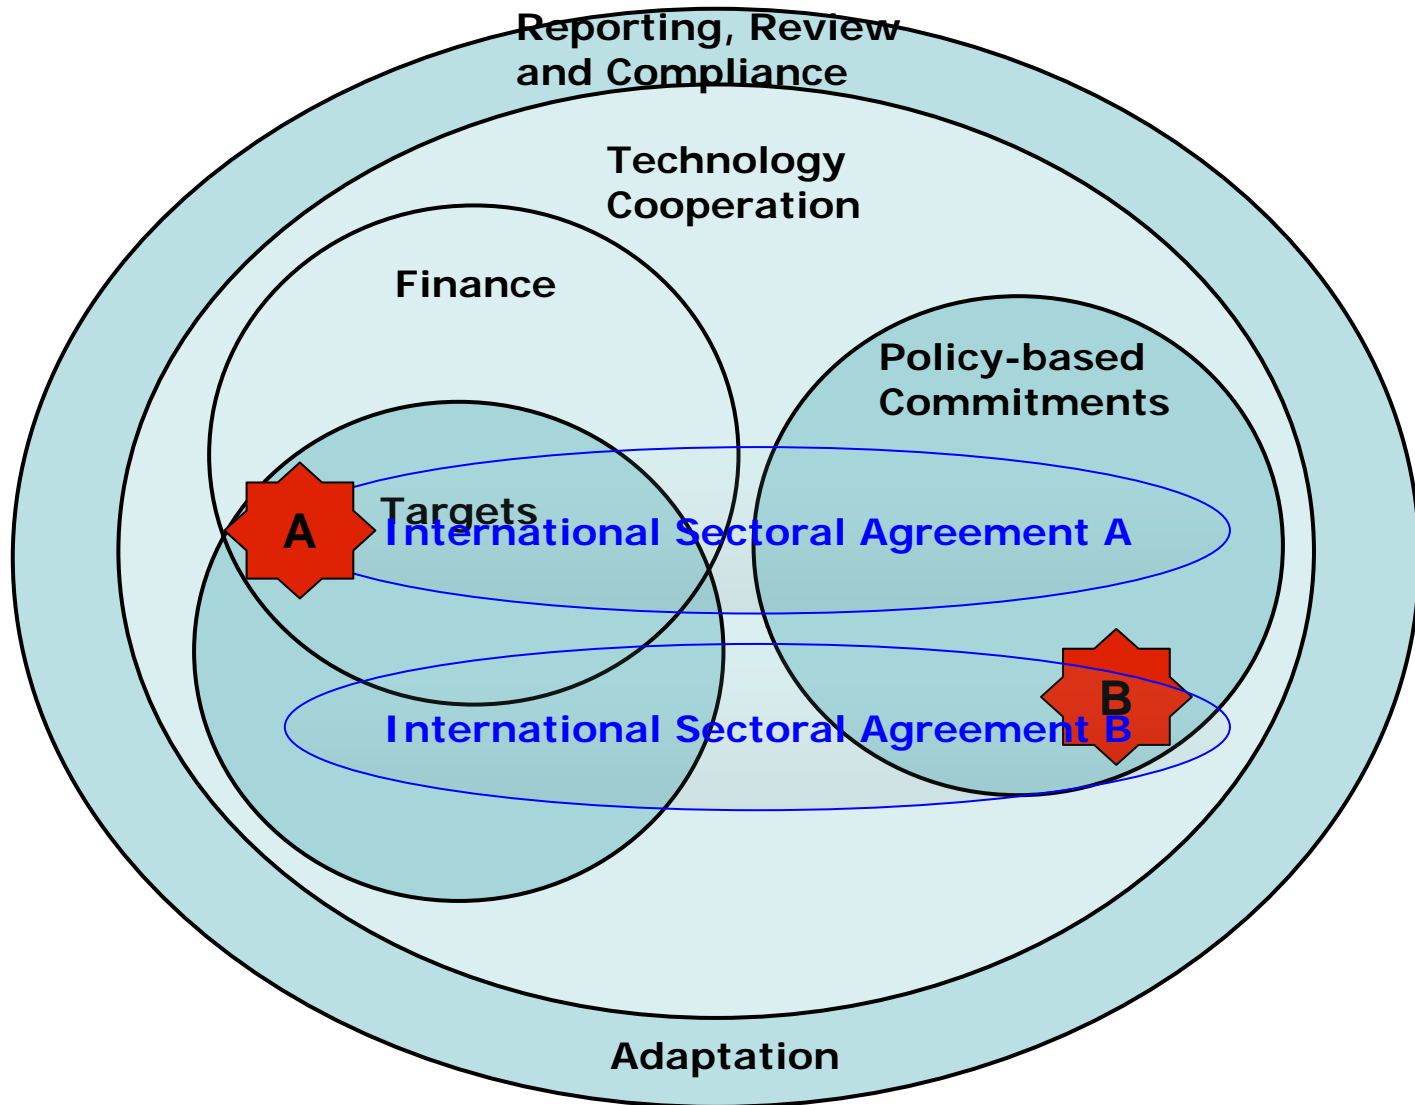 Reporting, Review
and Compliance
Technology
Cooperation
Finance
Policy-based
Commitments
Targets
A
International Sectoral Agreement A
B
International Sectoral Agreement B
Adaptation